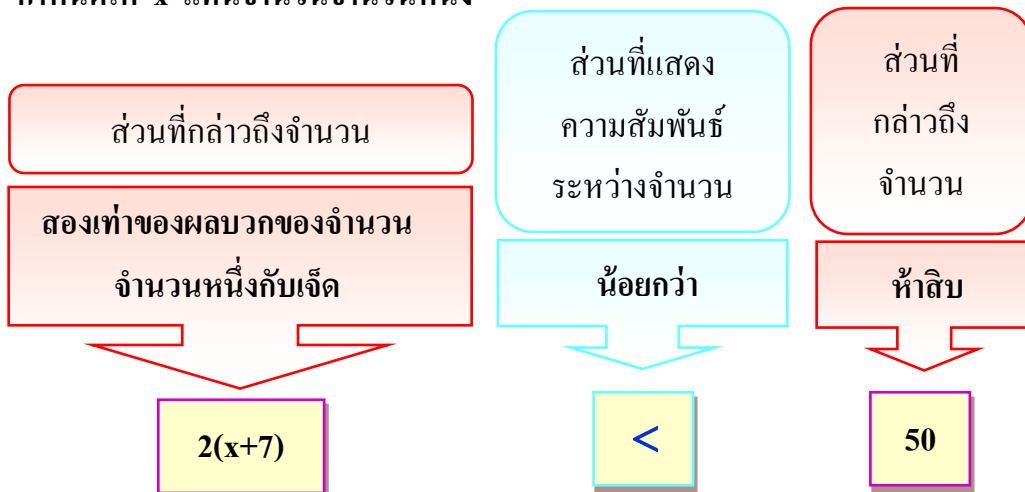 ส่วนที่กล่าวถึงจำนวน
สองเท่าของผลบวกของจำนวน
จำนวนหนึ่งกับเจ็ด
2(x+7)
ส่วนที่แสดง
ความสัมพันธ์
ระหว่างจำนวน
น้อยกว่า
<
ส่วนที่
กล่าวถึง
จำนวน
ห้าสิบ
50